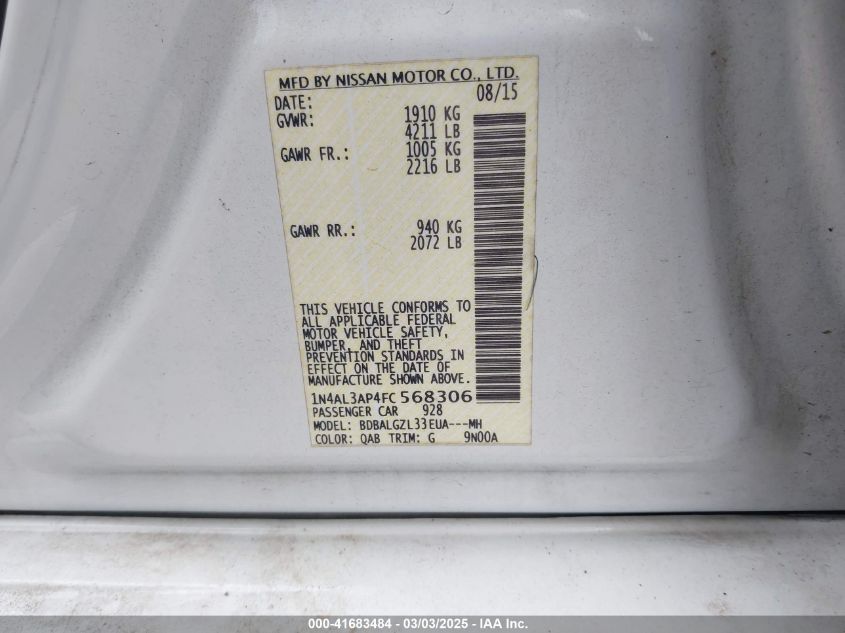 MFD BY NISSAN MOTOR CO., LTD.
DATE: 08/15
GVWR: 1910 KG
4211 LB
GAWR FR.: 1005 KG
2216 LB
GAWR RR.: 940 KG
2072 LB
THIS VEHICLE CONFORMS TO
ALL APPLICABLE FEDERAL
MOTOR VEHICLE SAFETY,
BUMPER, AND THEFT
PREVENTION STANDARDS IN
EFFECT ON THE DATE OF
MANUFACTURE SHOWN ABOVE.
1N4AL3AP4FC568306
PASSENGER CAR 928
MODEL: BDBALGZL33EUA---MH
COLOR: QAB TRIM: G 9N00A
000-41683484 - 03/03/2025 - IAA Inc.